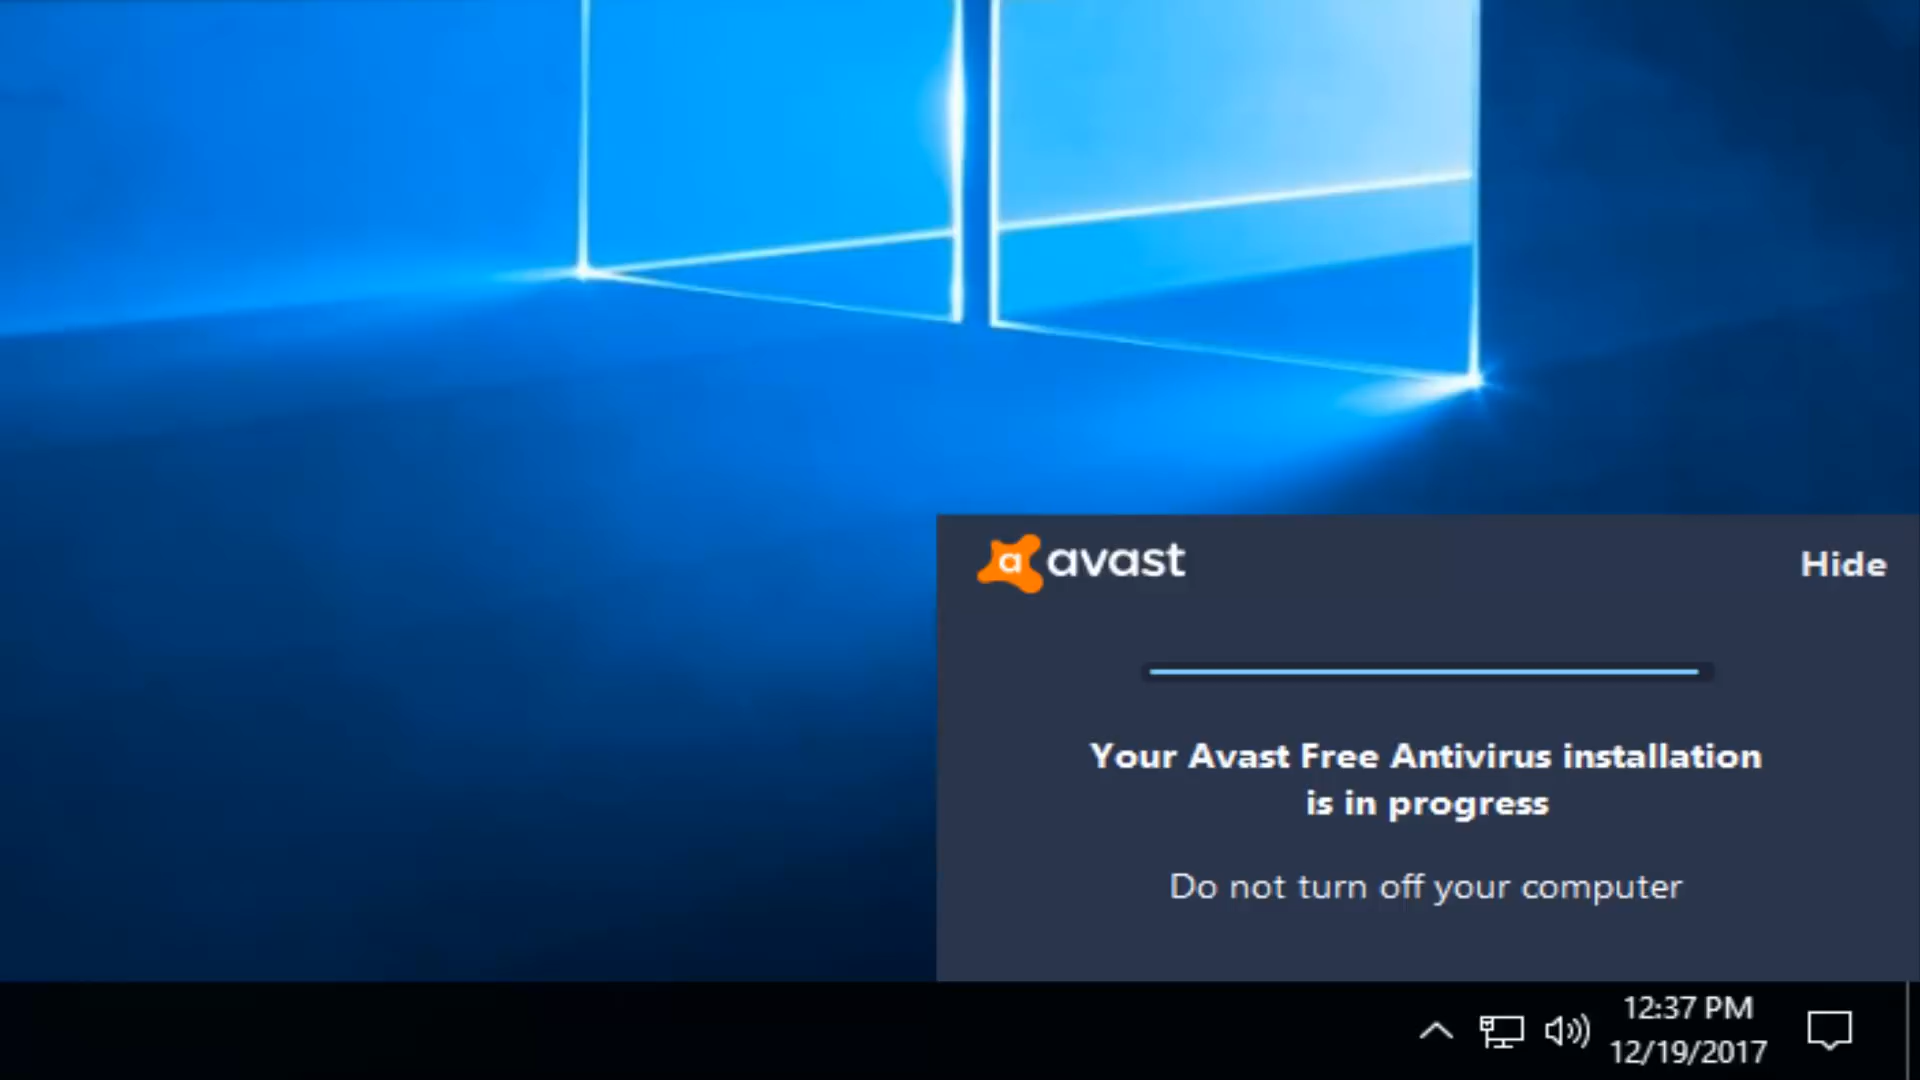 a avast
Hide
Your Avast Free Antivirus installation
is in progress
Do not turn off your computer
12:37 PM
12/19/2017